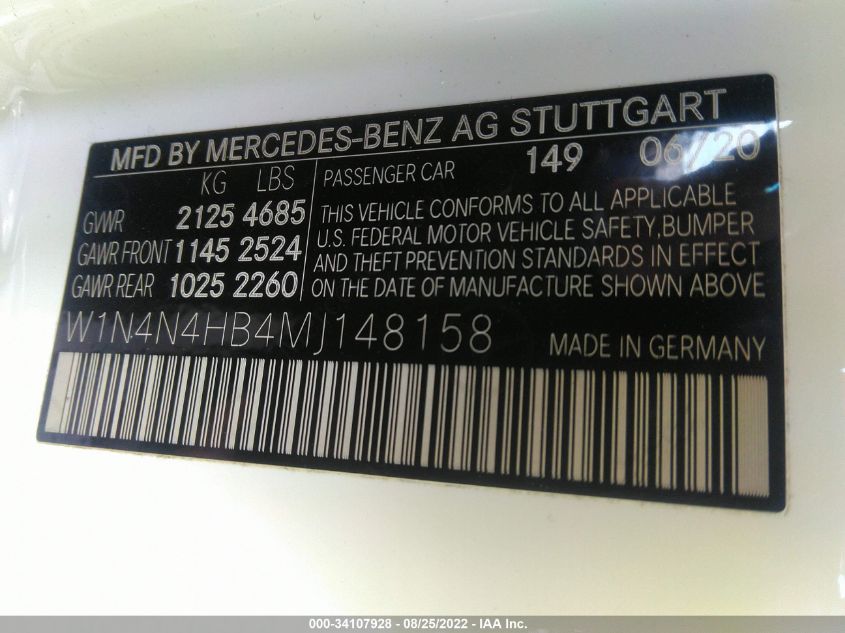 MFD BY MERCEDES-BENZ AG STUTTGART
KG LBS
GVWR 2125 4685
GAWR FRONT 1145 2524
GAWR REAR 1025 2260
PASSENGER CAR 149 06/20
THIS VEHICLE CONFORMS TO ALL APPLICABLE
U.S. FEDERAL MOTOR VEHICLE SAFETY,BUMPER
AND THEFT PREVENTION STANDARDS IN EFFECT
ON THE DATE OF MANUFACTURE SHOWN ABOVE
W1N4N4HB4MJ148158 MADE IN GERMANY
000-34107928 - 08/25/2022 - IAA Inc.